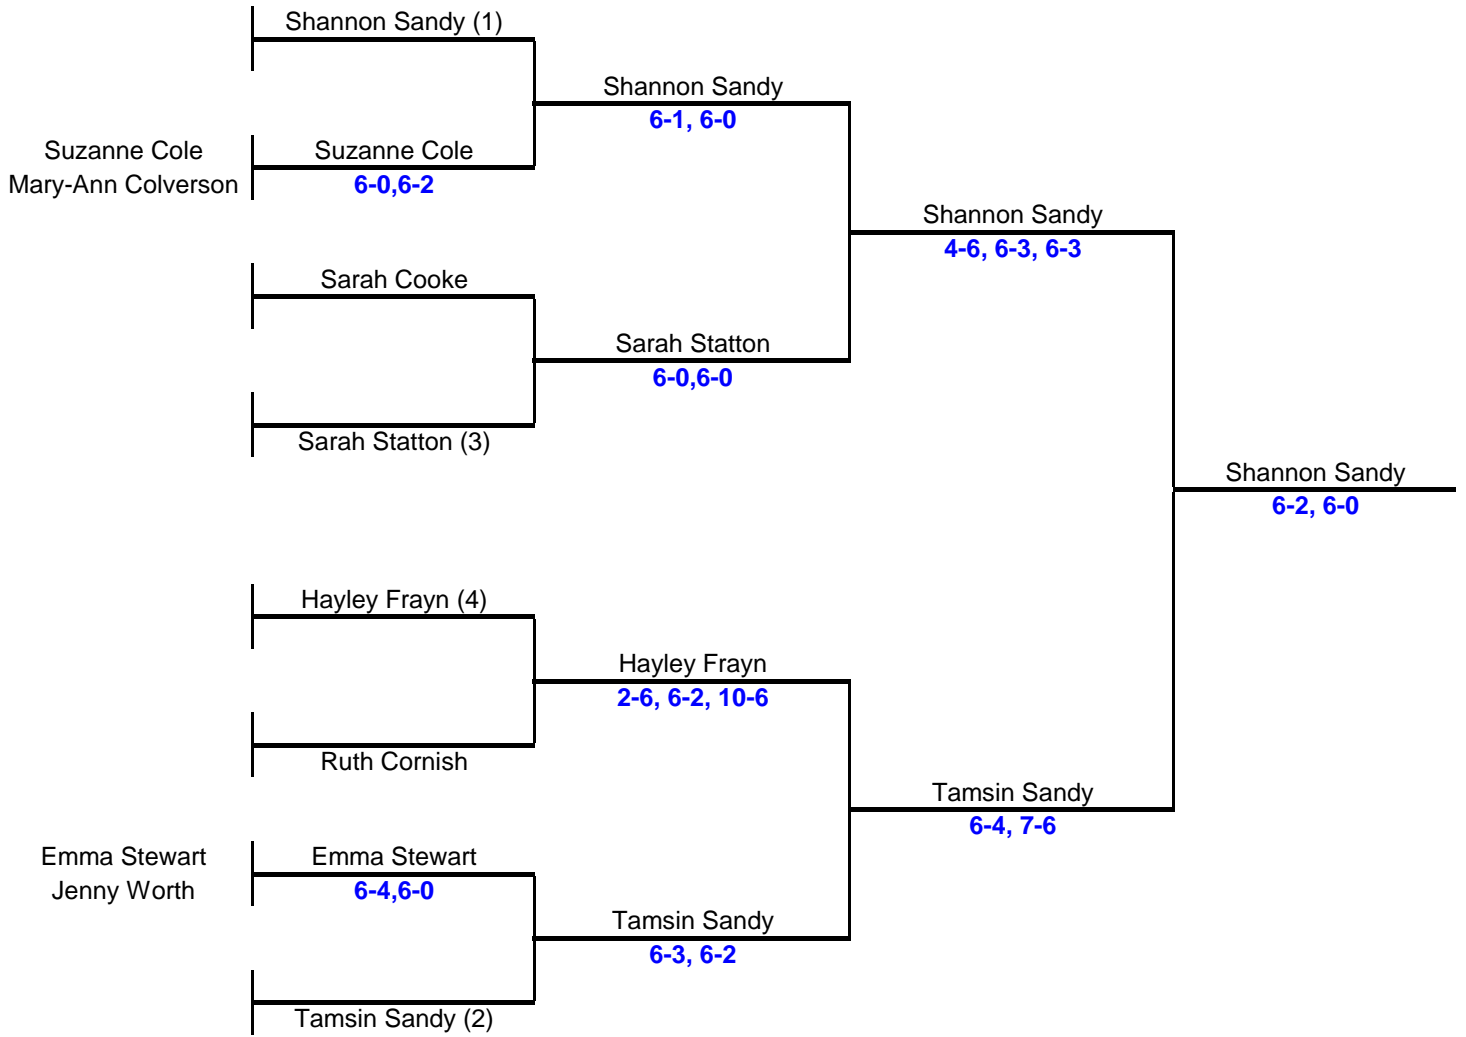 Shannon Sandy (1)
Shannon Sandy
6-1, 6-0
Suzanne Cole
Mary-Ann Colverson
Suzanne Cole
6-0,6-2
Shannon Sandy
4-6, 6-3, 6-3
Sarah Cooke
Sarah Statton
6-0,6-0
Sarah Statton (3)
Shannon Sandy
6-2, 6-0
Hayley Frayn (4)
Hayley Frayn
2-6, 6-2, 10-6
Ruth Cornish
Tamsin Sandy
6-4, 7-6
Emma Stewart
Jenny Worth
Emma Stewart
6-4,6-0
Tamsin Sandy
6-3, 6-2
Tamsin Sandy (2)